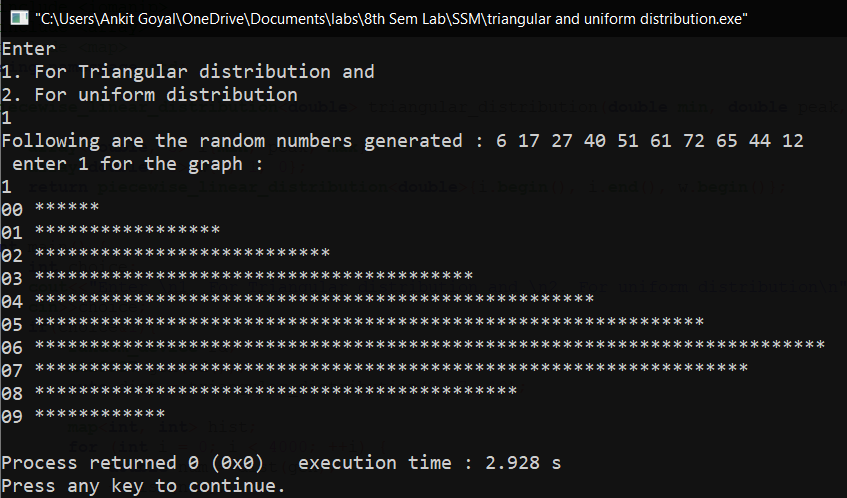 "C:\Users\Ankit Goyal\OneDrive\Documents\labs\8th Sem Lab\SSM\triangular and uniform distribution.exe"
Enter
1. For Triangular distribution and
2. For uniform distribution
1
Following are the random numbers generated : 6 17 27 40 51 61 72 65 44 12
 enter 1 for the graph :
1
00 ******
01 *****************
02 ***************************
03 ****************************************
04 ***************************************************
05 *************************************************************
06 ************************************************************************
07 *****************************************************************
08 ********************************************
09 ************
Process returned 0 (0x0)   execution time : 2.928 s
Press any key to continue.